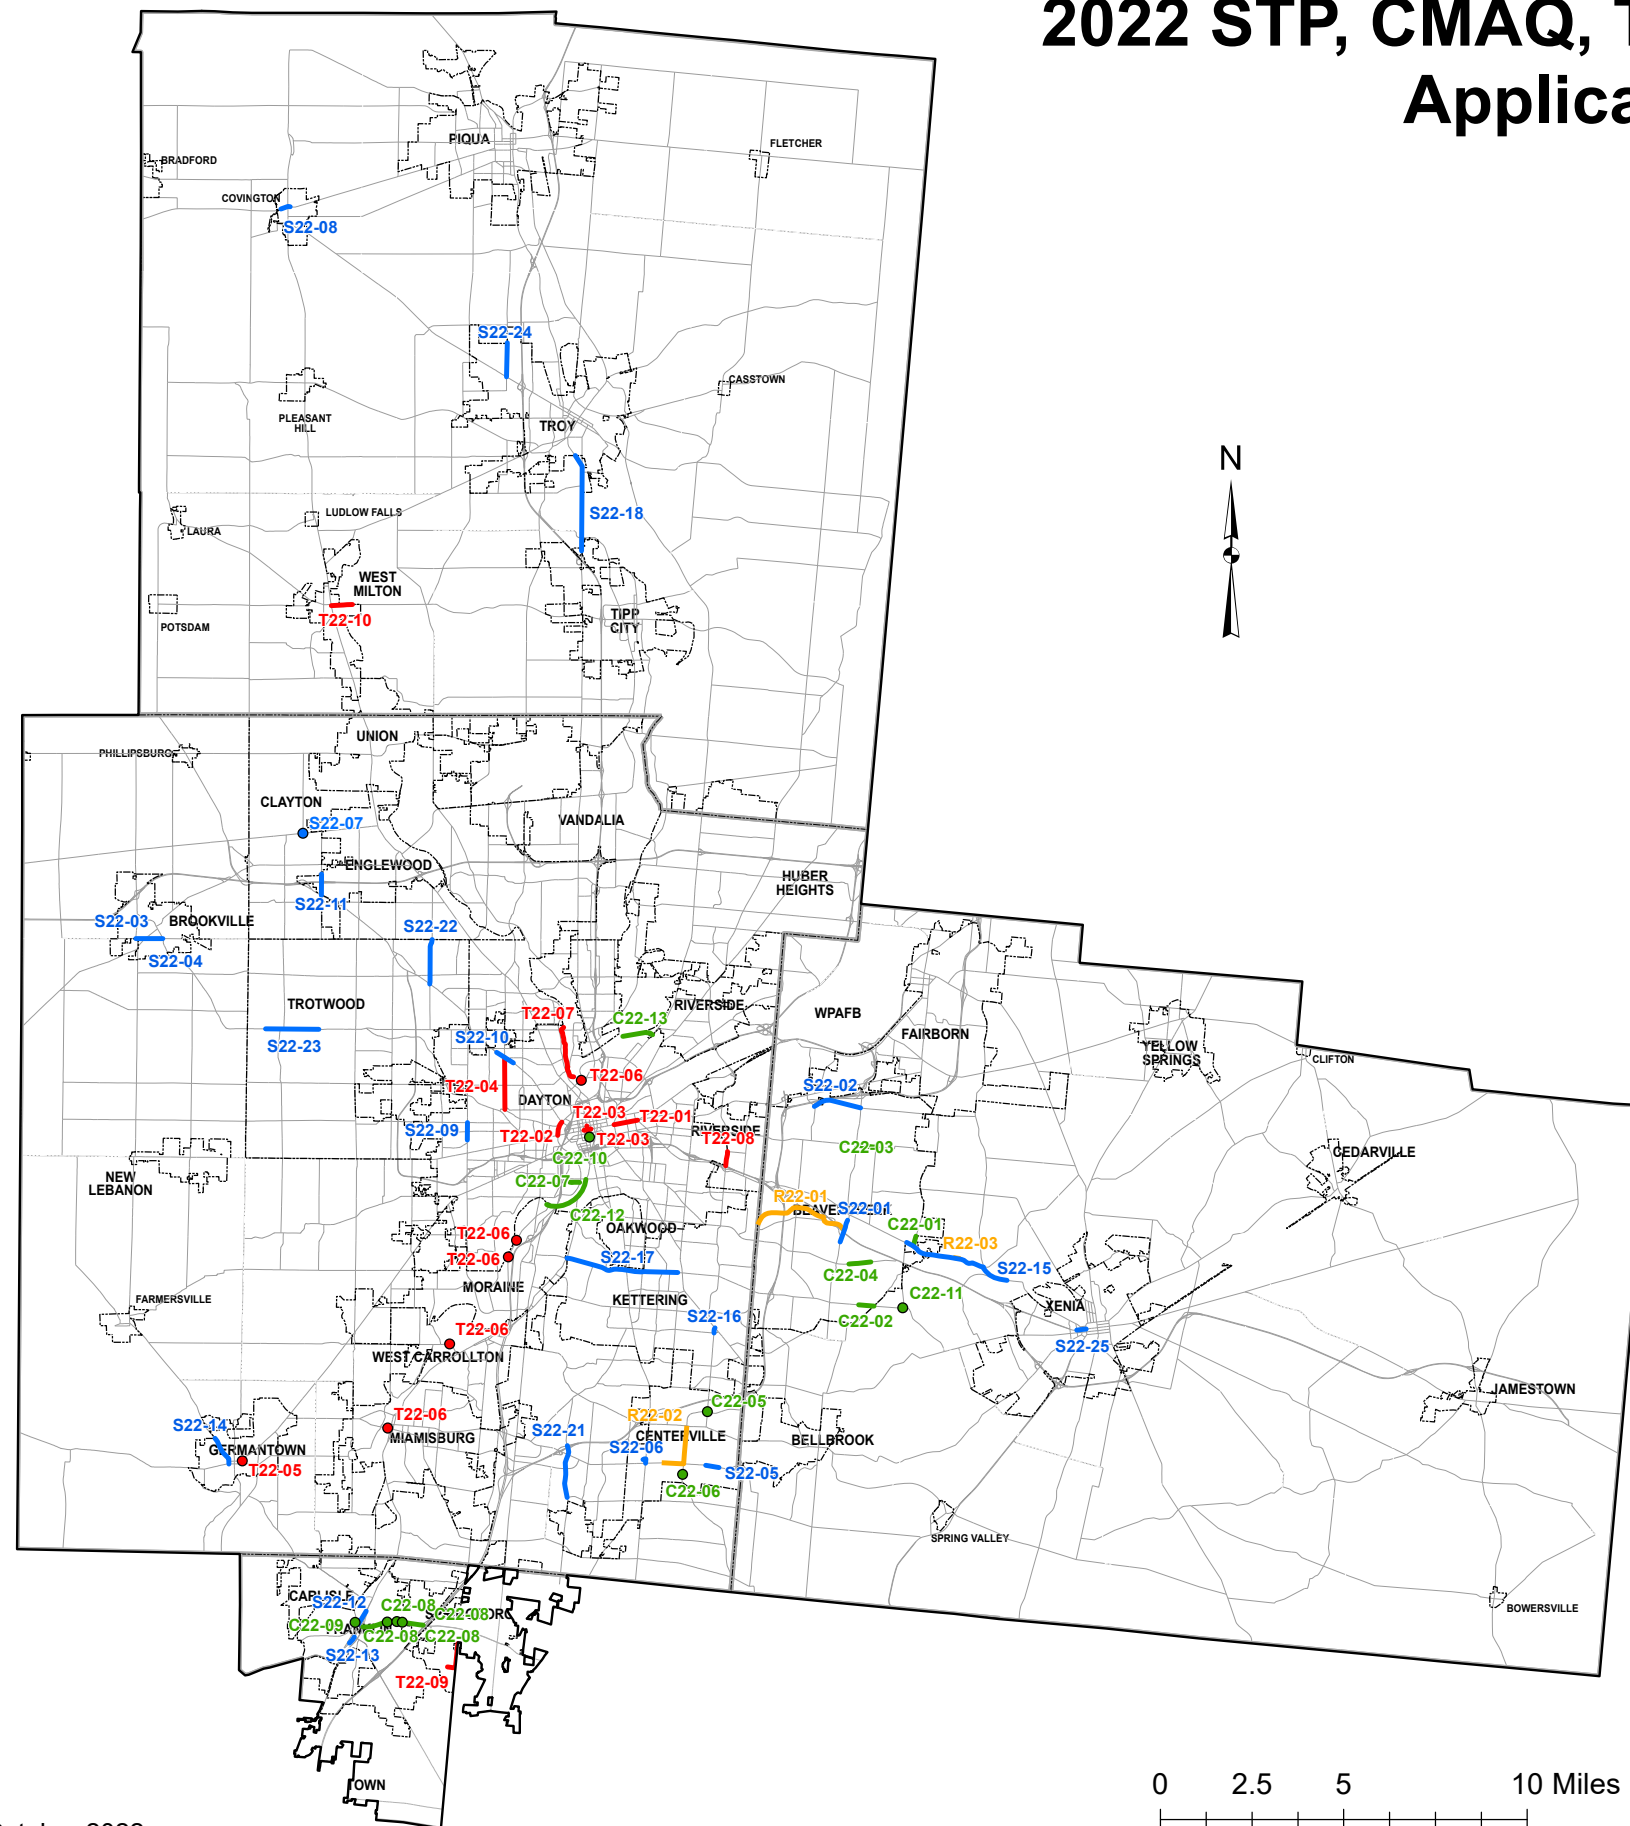 2022 STP, CMAQ, T
Applica
PIQUA
FLETCHER
BRADFORD
COVINGTON
S22-08
N
S22-24
CASSTOWN
PLEASANT
HILL
TROY
LUDLOW FALLS
S22-18
LAURA
WEST
MILTON
T22-10
TIPP
CITY
POTSDAM
UNION
PHILLIPSBURG
CLAYTON
S22-07
VANDALIA
ENGLEWOOD
HUBER
HEIGHTS
S22-11
S22-03
BROOKVILLE
S22-22
S22-04
TROTWOOD
RIVERSIDE
T22-07
C22-13
WPAFB
FAIRBORN
S22-10
S22-23
YELLOW
SPRINGS
CLIFTON
T22-06
T22-04
S22-02
DAYTON
T22-03
T22-01
S22-09
T22-02
T22-03
RIVERSIDE
T22-08
C22-03
CEDARVILLE
C22-10
NEW
LEBANON
C22-07
R22-01
S22-01
C22-12
OAKWOOD
C22-01
T22-06
R22-03
T22-06
S22-17
S22-15
C22-04
MORAINE
KETTERING
C22-11
FARMERSVILLE
XENIA
S22-16
C22-02
T22-06
S22-25
WEST CARROLLTON
JAMESTOWN
C22-05
T22-06
R22-02
S22-14
MIAMISBURG
S22-21
CENTERVILLE
BELLBROOK
GERMANTOWN
S22-06
T22-05
S22-05
C22-06
SPRING VALLEY
CARLISLE
S22-12
C22-08
C22-08
BOWERSVILLE
C22-09
C22-08
C22-08
S22-13
T22-09
TOWN
0 2.5 5 10 Miles